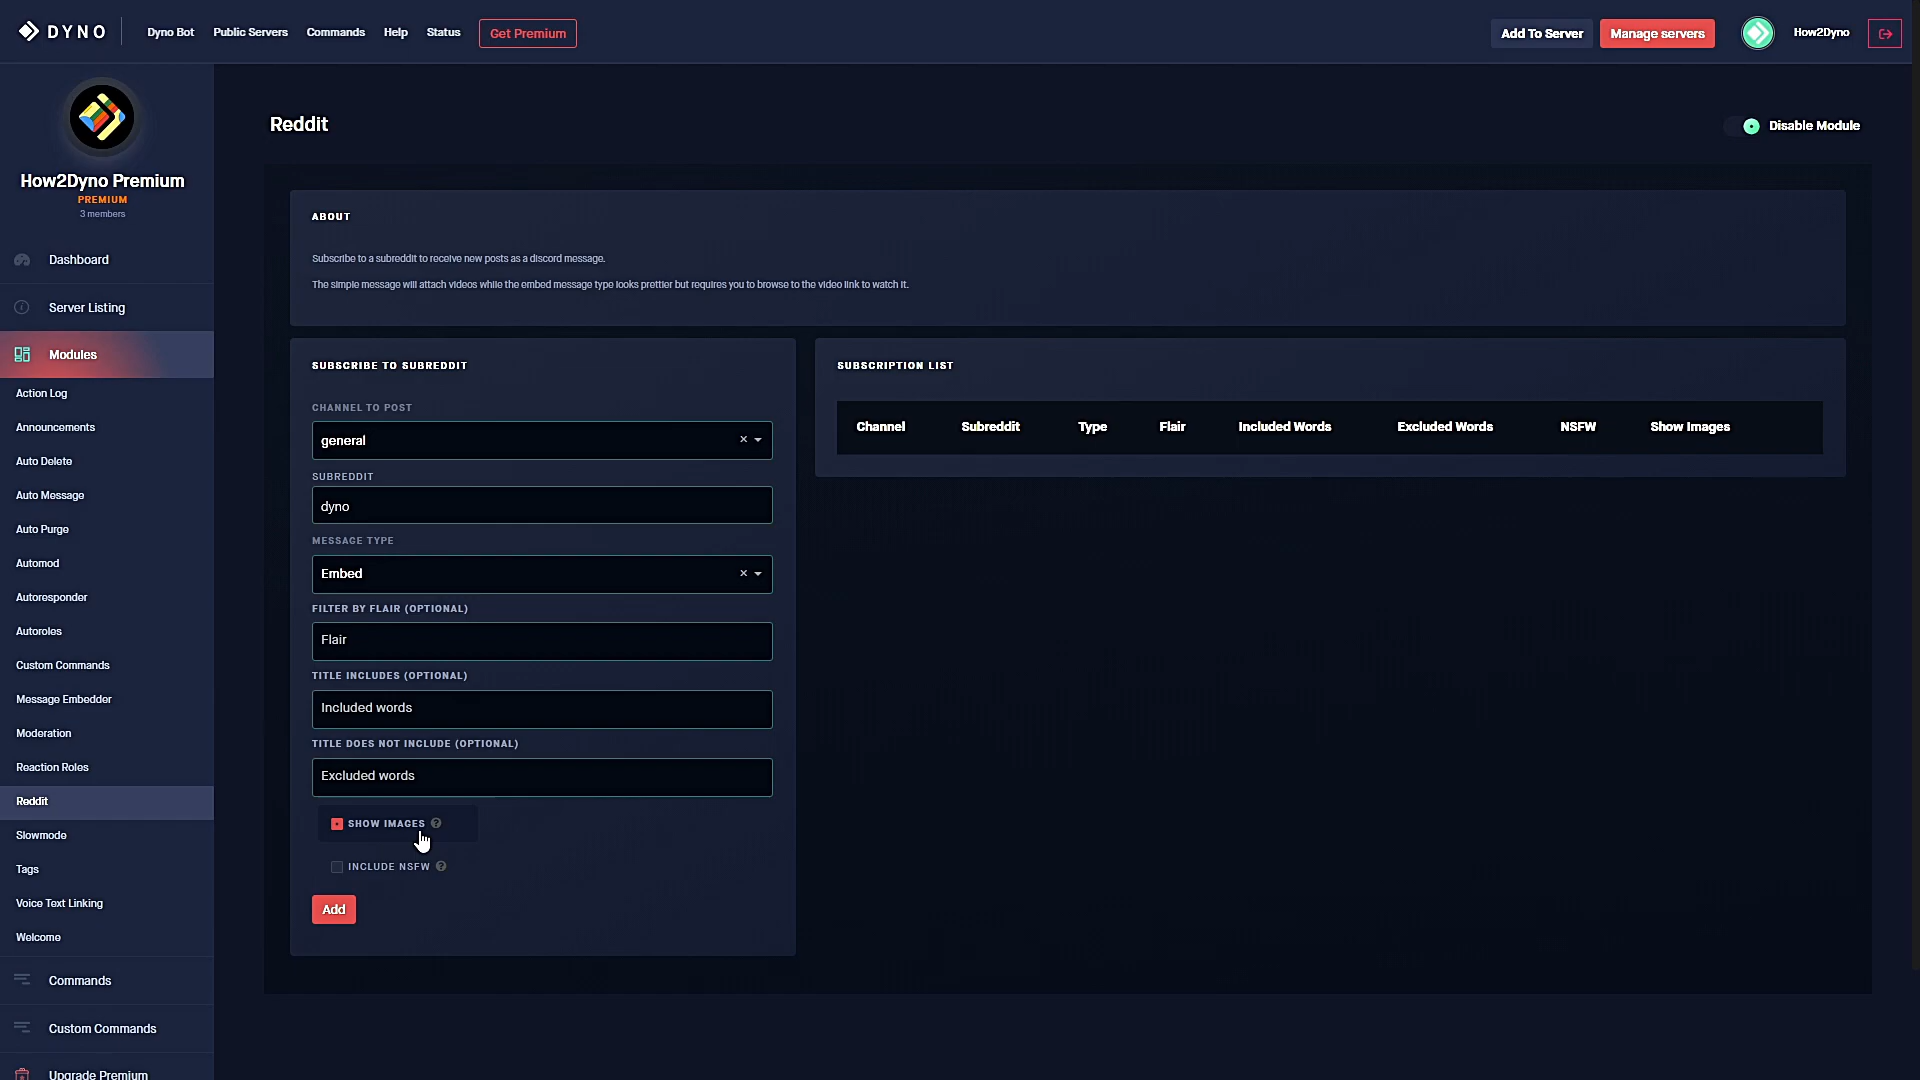 DYNO
Dyno Bot
Public Servers
Commands
Help
Status
Get Premium
Add To Server
Manage servers
How2Dyno
How2Dyno Premium
PREMIUM
3 members
Dashboard
Server Listing
Modules
Action Log
Announcements
Auto Delete
Auto Message
Auto Purge
Automod
Autoresponder
Autoroles
Custom Commands
Message Embedder
Moderation
Reaction Roles
Reddit
Slowmode
Tags
Voice Text Linking
Welcome
Commands
Custom Commands
Upgrade Premium
Reddit
Disable Module
ABOUT
Subscribe to a subreddit to receive new posts as a discord message.
The simple message will attach videos while the embed message type looks prettier but requires you to browse to the video link to watch it.
SUBSCRIBE TO SUBREDDIT
CHANNEL TO POST
general
SUBREDDIT
dyno
MESSAGE TYPE
Embed
FILTER BY FLAIR (OPTIONAL)
Flair
TITLE INCLUDES (OPTIONAL)
Included words
TITLE DOES NOT INCLUDE (OPTIONAL)
Excluded words
SHOW IMAGES ?
INCLUDE NSFW ?
Add
SUBSCRIPTION LIST
Channel Subreddit Type Flair Included Words Excluded Words NSFW Show Images